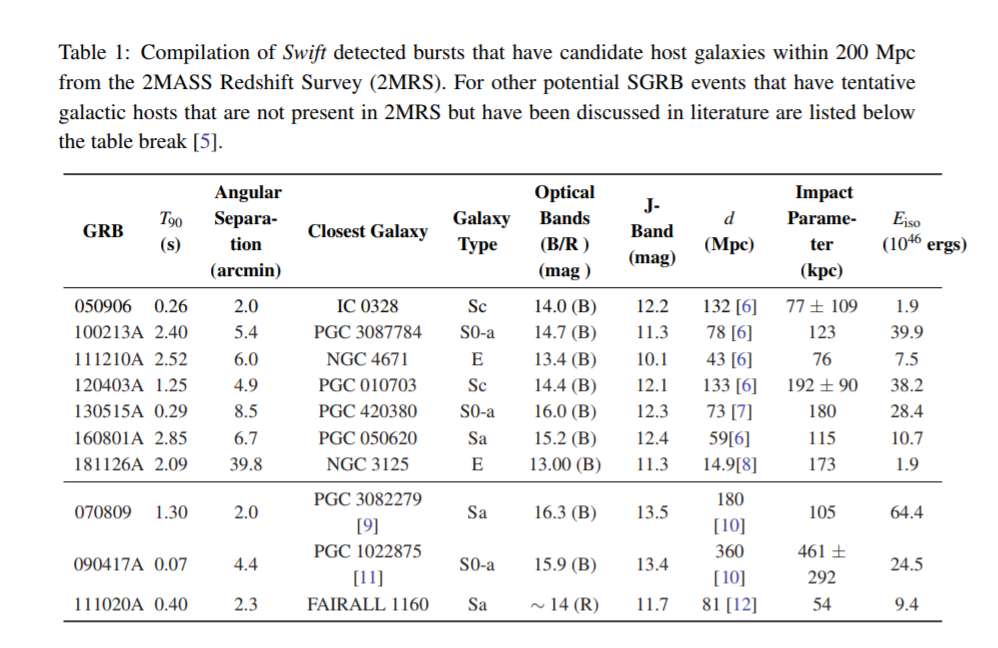 Table 1: Compilation of Swift detected bursts that have candidate host galaxies within 200 Mpc
from the 2MASS Redshift Survey (2MRS). For other potential SGRB events that have tentative
galactic hosts that are not present in 2MRS but have been discussed in literature are listed below
the table break [5].
GRB T90 (s) Angular Separa-tion (arcmin) Closest Galaxy Galaxy Type Optical Bands (B/R ) (mag ) J-Band (mag) d (Mpc) Impact Parame-ter (kpc) Eiso (10^46 ergs)
050906 0.26 2.0 IC 0328 Sc 14.0 (B) 12.2 132 [6] 77 ± 109 1.9
100213A 2.40 5.4 PGC 3087784 S0-a 14.7 (B) 11.3 78 [6] 123 39.9
111210A 2.52 6.0 NGC 4671 E 13.4 (B) 10.1 43 [6] 76 7.5
120403A 1.25 4.9 PGC 010703 Sc 14.4 (B) 12.1 133 [6] 192 ± 90 38.2
130515A 0.29 8.5 PGC 420380 S0-a 16.0 (B) 12.3 73 [7] 180 28.4
160801A 2.85 6.7 PGC 050620 Sa 15.2 (B) 12.4 59[6] 115 10.7
181126A 2.09 39.8 NGC 3125 E 13.00 (B) 11.3 14.9[8] 173 1.9
070809 1.30 2.0 PGC 3082279 [9] Sa 16.3 (B) 13.5 180 [10] 105 64.4
090417A 0.07 4.4 PGC 1022875 [11] S0-a 15.9 (B) 13.4 360 [10] 461 ± 292 24.5
111020A 0.40 2.3 FAIRALL 1160 Sa ∼ 14 (R) 11.7 81 [12] 54 9.4